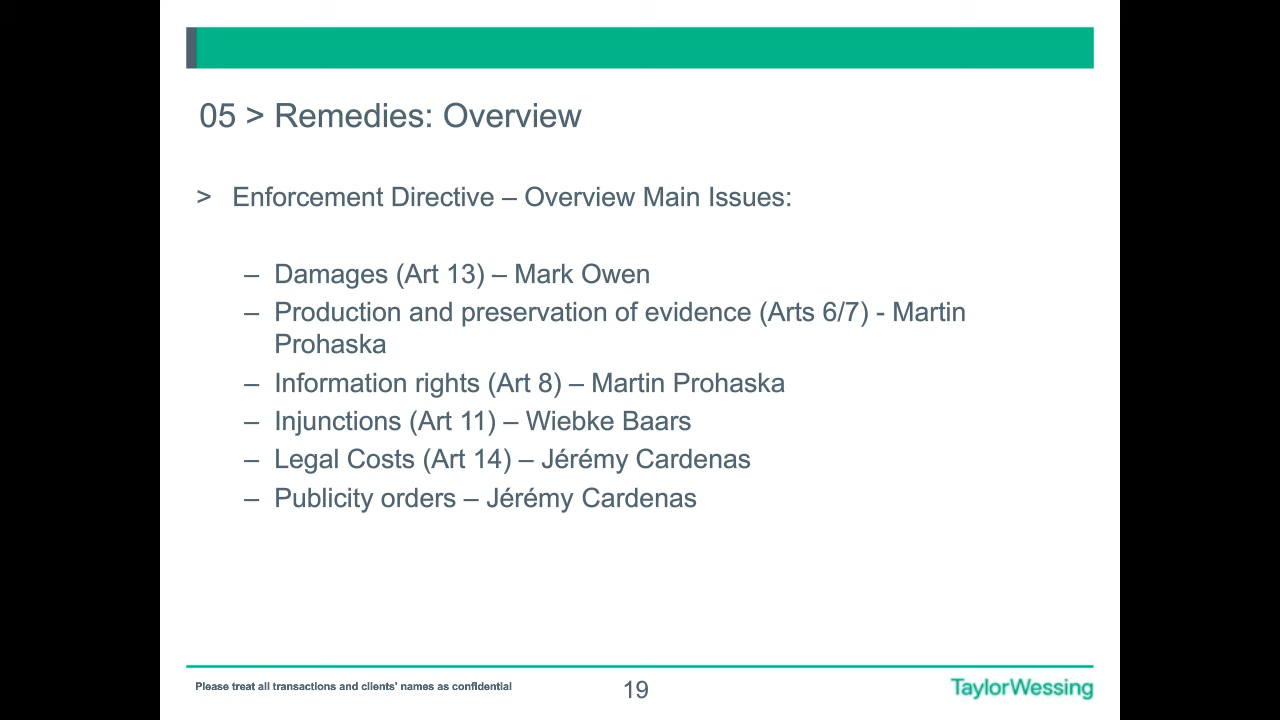 05 > Remedies: Overview
> Enforcement Directive – Overview Main Issues:
– Damages (Art 13) – Mark Owen
– Production and preservation of evidence (Arts 6/7) - Martin
Prohaska
– Information rights (Art 8) – Martin Prohaska
– Injunctions (Art 11) – Wiebke Baars
– Legal Costs (Art 14) – Jérémy Cardenas
– Publicity orders – Jérémy Cardenas
Please treat all transactions and clients' names as confidential
19
TaylorWessing